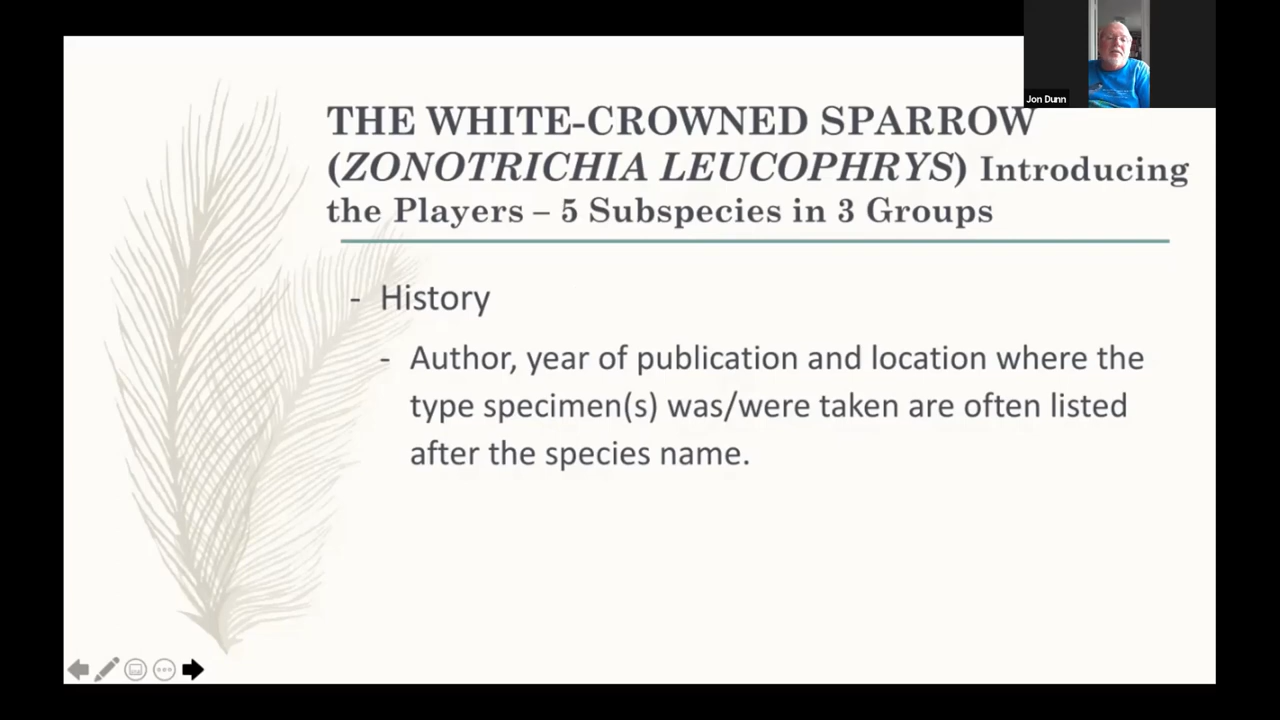 Jon Dunn
THE WHITE-CROWNED SPARROW
(ZONOTRICHIA LEUCOPHRYS) Introducing
the Players – 5 Subspecies in 3 Groups
- History
- Author, year of publication and location where the
type specimen(s) was/were taken are often listed
after the species name.